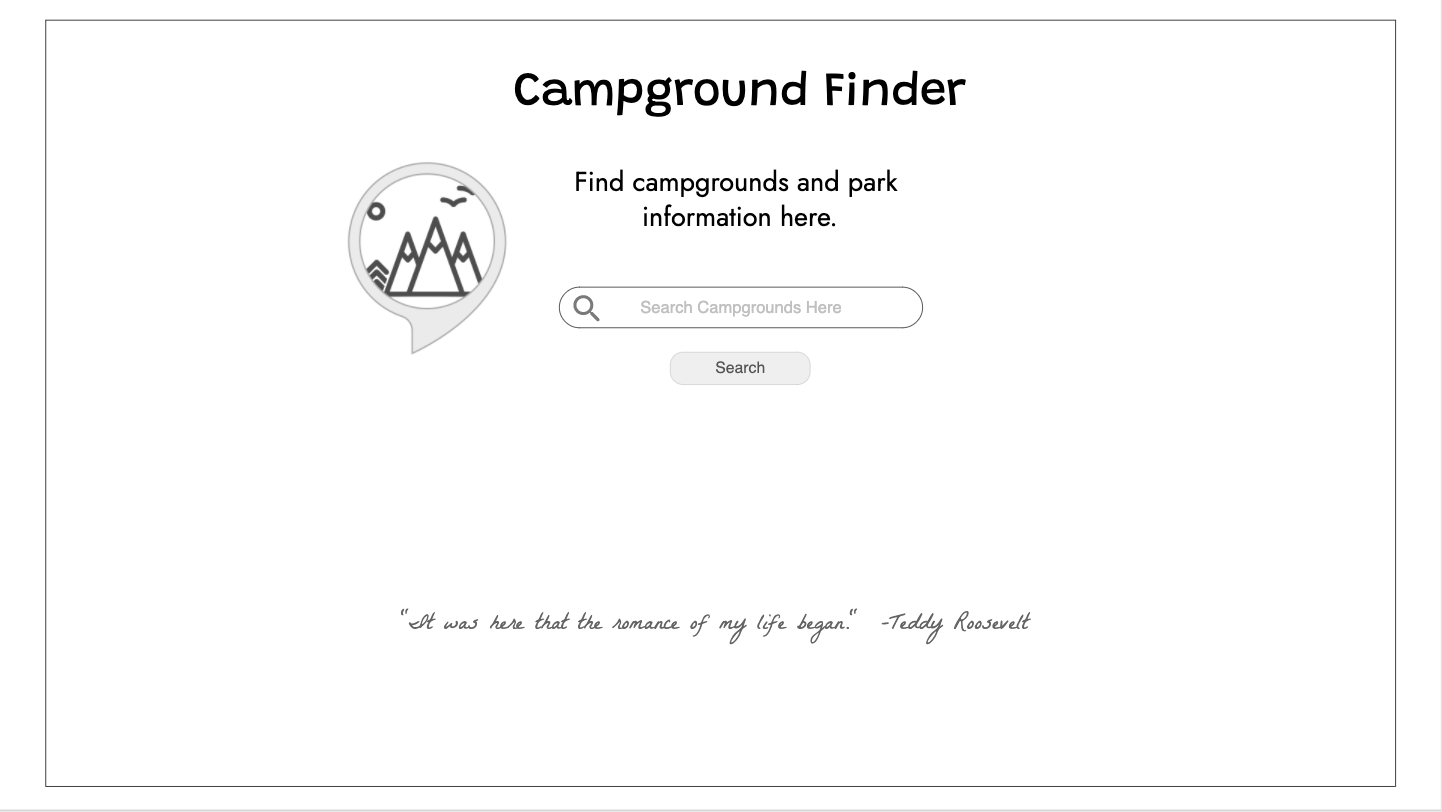 Campground Finder
Find campgrounds and park
information here.
Search Campgrounds Here
Search
"It was here that the romance of my life began." -Teddy Roosevelt